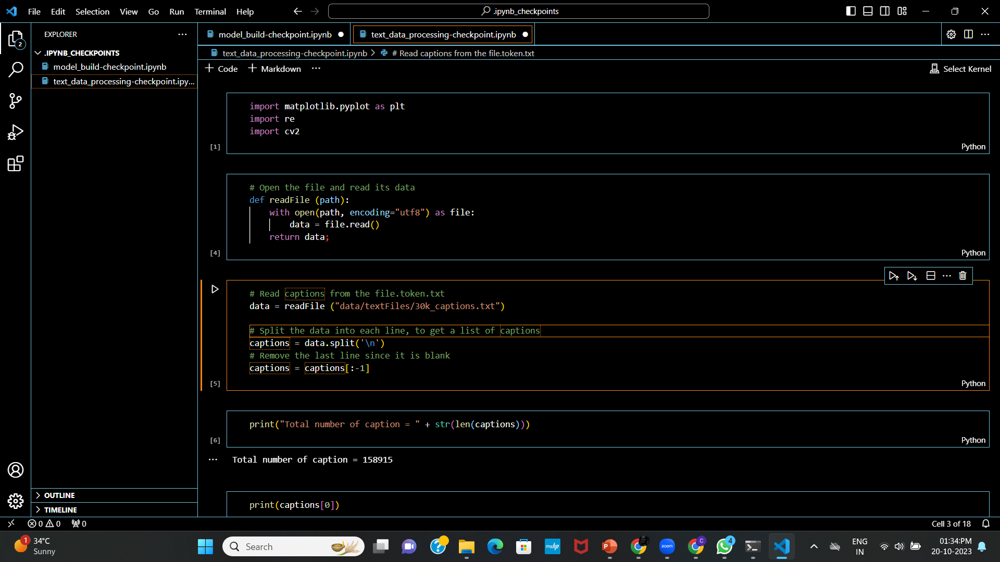 File Edit Selection View Go Run Terminal Help
.ipynb_checkpoints
EXPLORER
2
.IPYNB_CHECKPOINTS
model_build-checkpoint.ipynb
text_data_processing-checkpoint.ipy...
OUTLINE
TIMELINE
model_build-checkpoint.ipynb
text_data_processing-checkpoint.ipynb
text_data_processing-checkpoint.ipynb > # Read captions from the file.token.txt
+ Code + Markdown ...
Select Kernel
import matplotlib.pyplot as plt
import re
import cv2
[1]
Python
# Open the file and read its data
def readFile (path):
with open(path, encoding="utf8") as file:
data = file.read()
return data;
[4]
Python
# Read captions from the file.token.txt
data = readFile ("data/textFiles/30k_captions.txt")
# Split the data into each line, to get a list of captions
captions = data.split('\n')
# Remove the last line since it is blank
captions = captions[:-1]
[5]
Python
print("Total number of caption = " + str(len(captions)))
[6]
Python
Total number of caption = 158915
print(captions[0])
0 0 0
Cell 3 of 18
1
34°C
Sunny
Search
myhp
zoom
C
4
ENG
IN
01:34:PM
20-10-2023